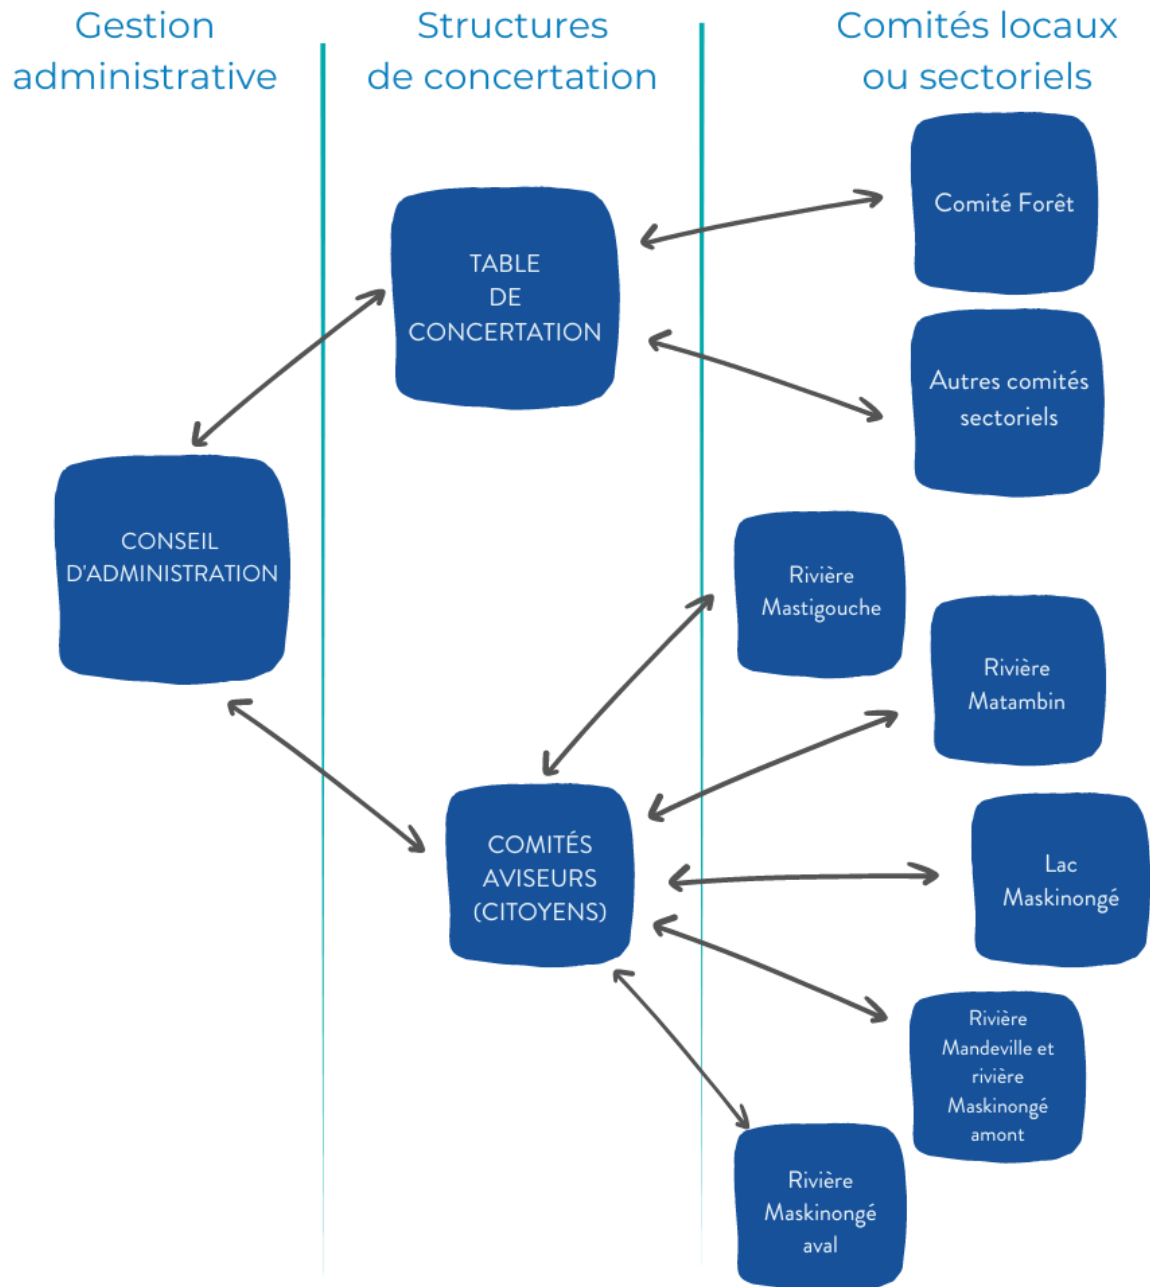 Gestion
administrative
Structures
de concertation
Comités locaux
ou sectoriels
Comité Forêt
TABLE
DE
CONCERTATION
Autres comités
sectoriels
CONSEIL
D'ADMINISTRATION
Rivière
Mastigouche
Rivière
Matambin
COMITÉS
AVISEURS
(CITOYENS)
Lac
Maskinongé
Rivière
Mandeville et
rivière
Maskinongé
amont
Rivière
Maskinongé
aval